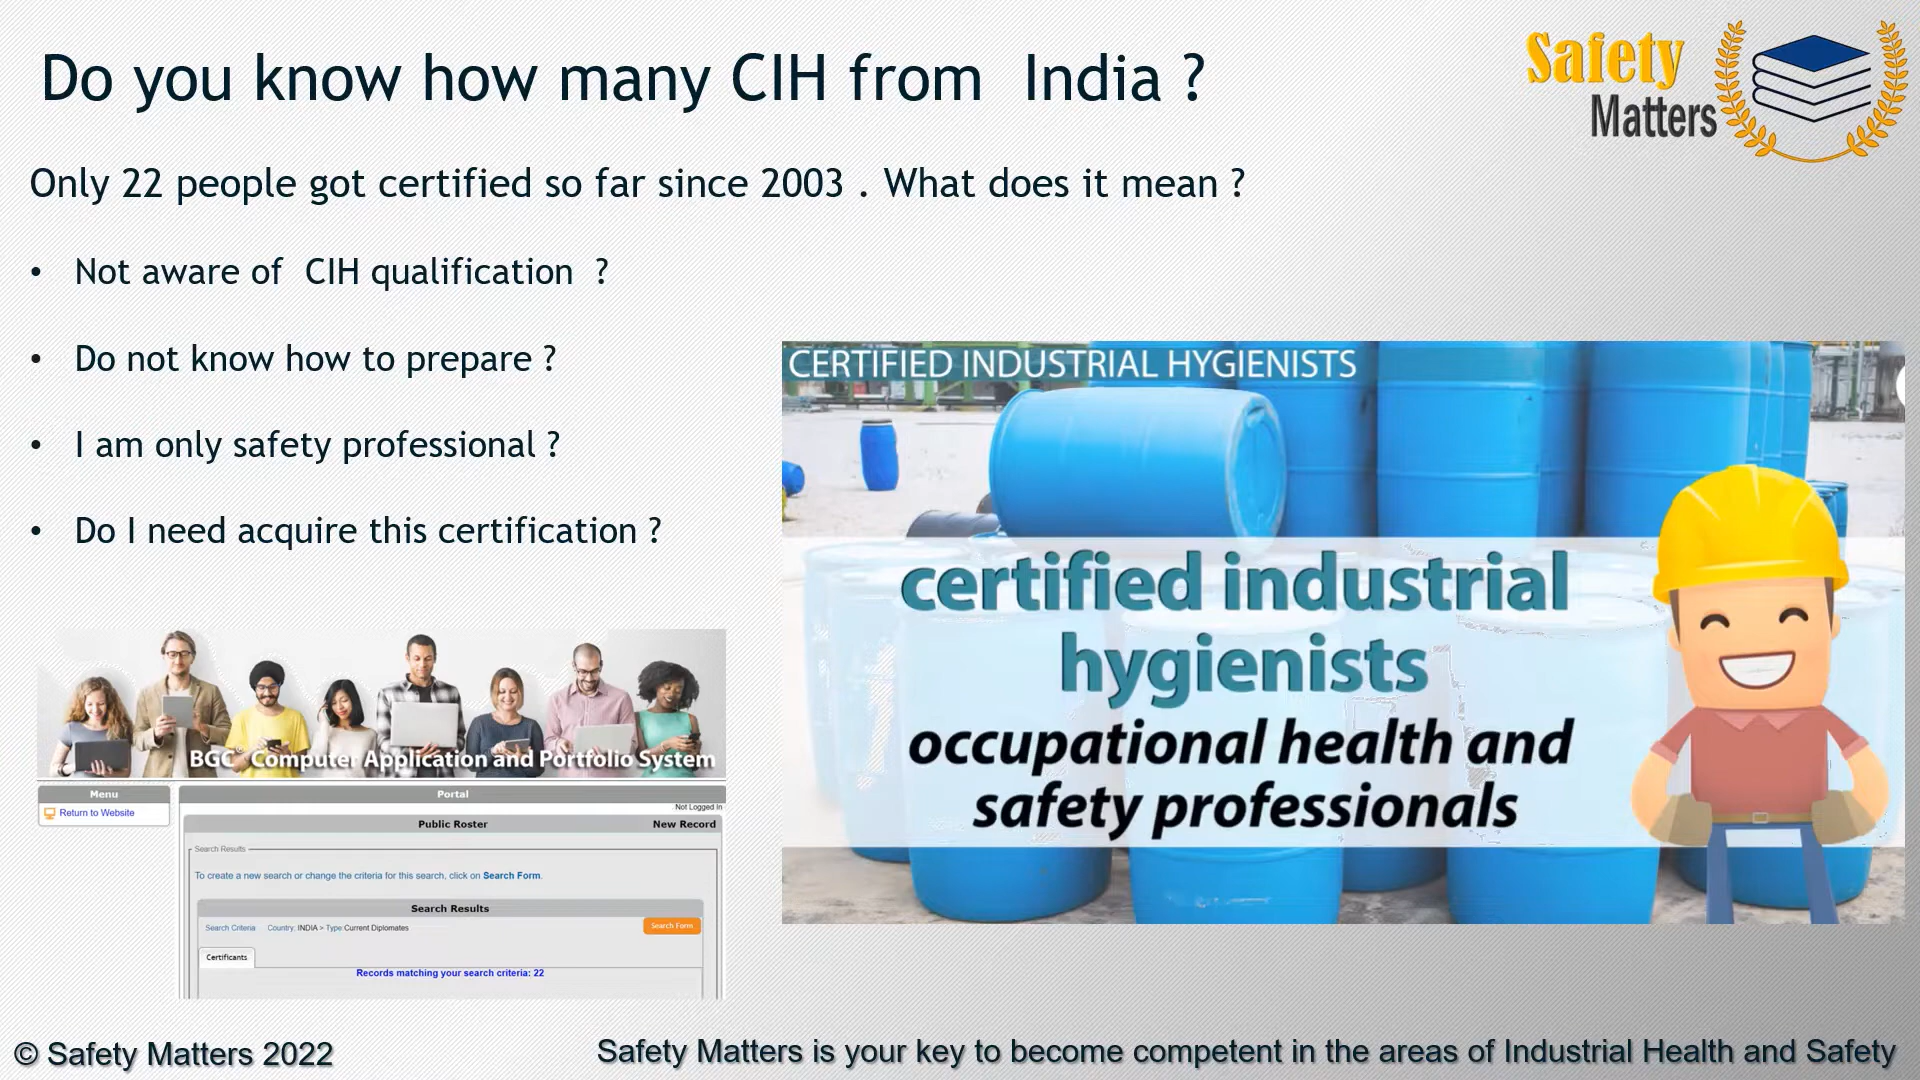 Do you know how many CIH from India ?
Safety
Matters
Only 22 people got certified so far since 2003 . What does it mean ?
• Not aware of CIH qualification ?
• Do not know how to prepare ?
• I am only safety professional ?
• Do I need acquire this certification ?
CERTIFIED INDUSTRIAL HYGIENISTS
certified industrial
hygienists
occupational health and
safety professionals
BGC® Computer Application and Portfolio System
Menu
Return to Website
Portal
Not Logged In
Public Roster
New Record
Search Results
To create a new search or change the criteria for this search, click on Search Form.
Search Results
Search Criteria Country: INDIA > Type:Current Diplomates
Search Form
Certificants
Records matching your search criteria: 22
© Safety Matters 2022
Safety Matters is your key to become competent in the areas of Industrial Health and Safety